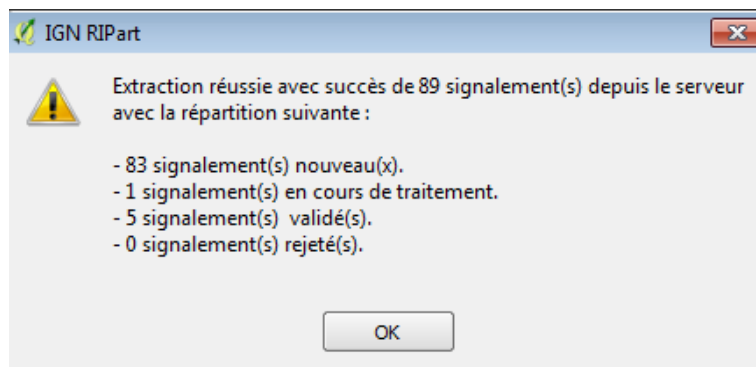 IGN RIPart
Extraction réussie avec succès de 89 signalement(s) depuis le serveur
avec la répartition suivante :
- 83 signalement(s) nouveau(x).
- 1 signalement(s) en cours de traitement.
- 5 signalement(s)  validé(s).
- 0 signalement(s) rejeté(s).
OK